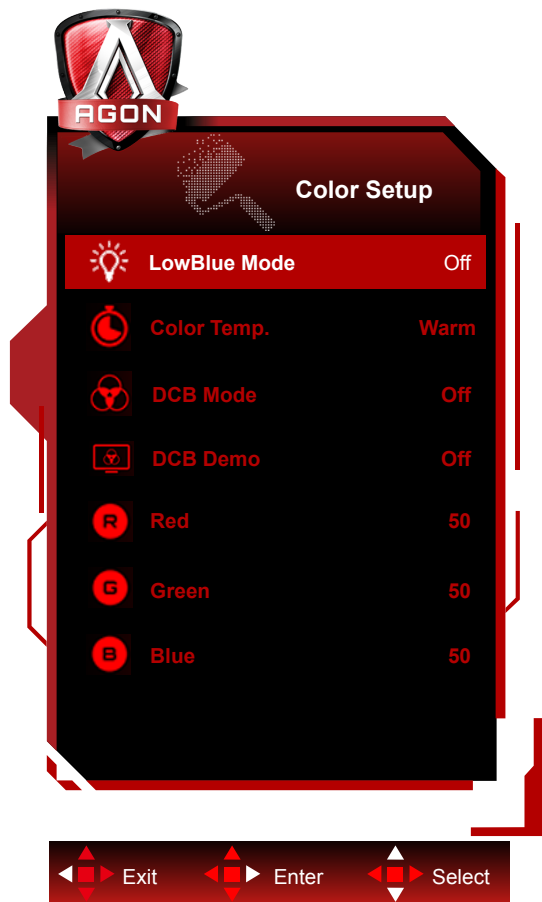 AGON
Color Setup
LowBlue Mode Off
Color Temp. Warm
DCB Mode Off
DCB Demo Off
R Red 50
G Green 50
B Blue 50
Exit Enter Select